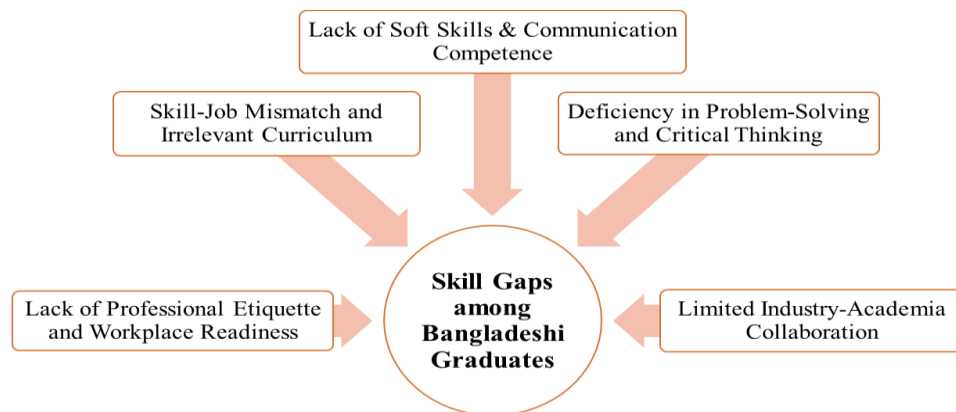 Lack of Soft Skills & Communication
Competence
Skill-Job Mismatch and
Irrelevant Curriculum
Deficiency in Problem-Solving
and Critical Thinking
Lack of Professional Etiquette
and Workplace Readiness
Skill Gaps
among
Bangladeshi
Graduates
Limited Industry-Academia
Collaboration